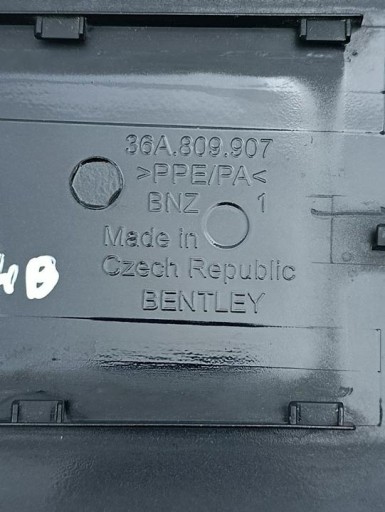 36A.809.907
>PPE/PA<
BNZ 1
Made in
Czech Republic
BENTLEY